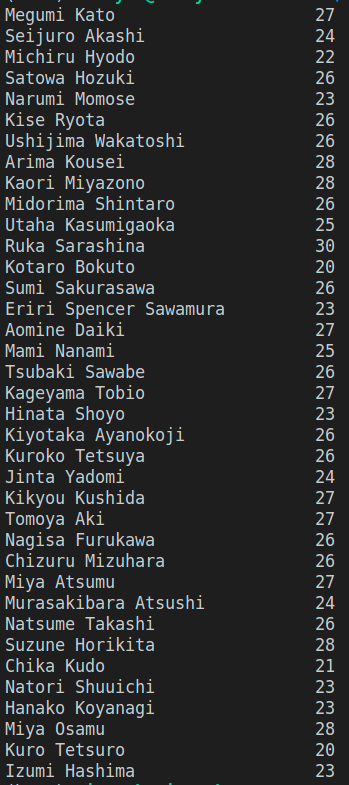 Megumi Kato 27
Seijuro Akashi 24
Michiru Hyodo 22
Satowa Hozuki 26
Narumi Momose 23
Kise Ryota 26
Ushijima Wakatoshi 26
Arima Kousei 28
Kaori Miyazono 28
Midorima Shintaro 26
Utaha Kasumigaoka 25
Ruka Sarashina 30
Kotaro Bokuto 20
Sumi Sakurasawa 26
Eriri Spencer Sawamura 23
Aomine Daiki 27
Mami Nanami 25
Tsubaki Sawabe 26
Kageyama Tobio 27
Hinata Shoyo 23
Kiyotaka Ayanokoji 26
Kuroko Tetsuya 26
Jinta Yadomi 24
Kikyou Kushida 27
Tomoya Aki 27
Nagisa Furukawa 26
Chizuru Mizuhara 26
Miya Atsumu 27
Murasakibara Atsushi 24
Natsume Takashi 26
Suzune Horikita 28
Chika Kudo 21
Natori Shuuichi 23
Hanako Koyanagi 23
Miya Osamu 28
Kuro Tetsuro 20
Izumi Hashima 23